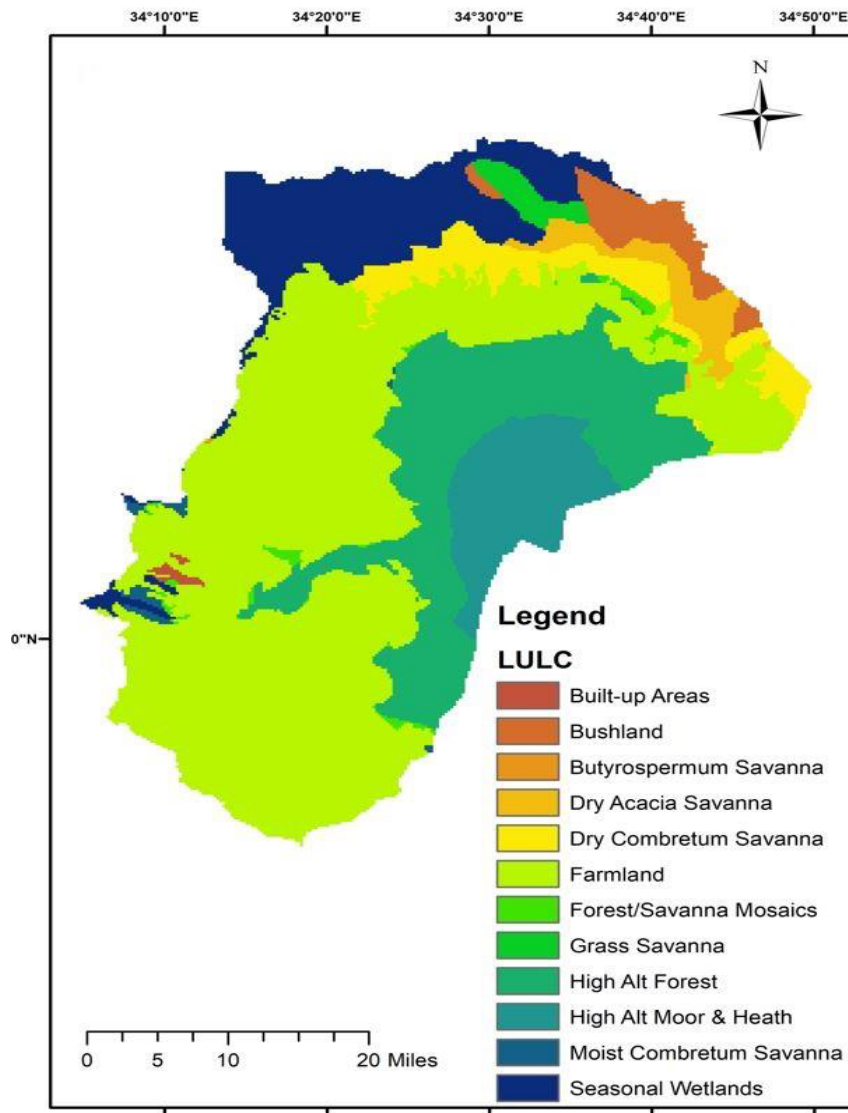 34°10'0"E 34°20'0"E 34°30'0"E 34°40'0"E 34°50'0"E
N
0°'N
Legend
LULC
Built-up Areas
Bushland
Butyrospermum Savanna
Dry Acacia Savanna
Dry Combretum Savanna
Farmland
Forest/Savanna Mosaics
Grass Savanna
High Alt Forest
High Alt Moor & Heath
Moist Combretum Savanna
Seasonal Wetlands
0 5 10 20 Miles